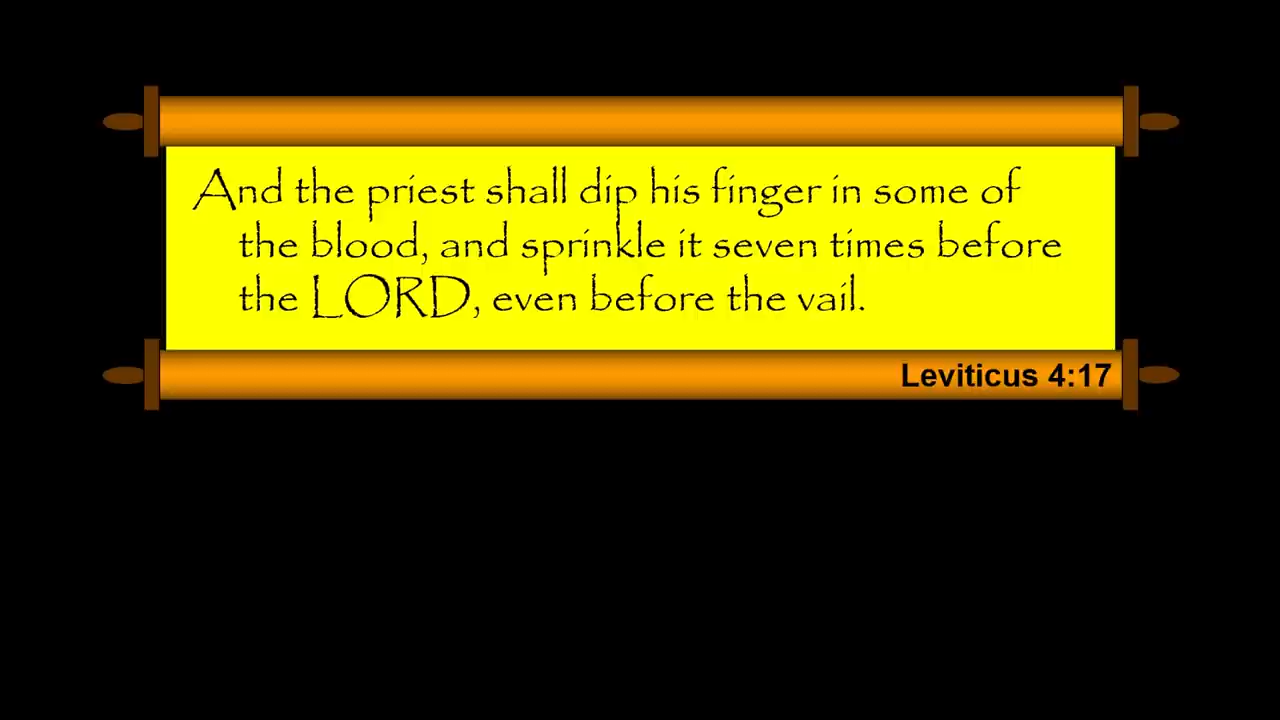 And the priest shall dip his finger in some of
the blood, and sprinkle it seven times before
the LORD, even before the vail.
Leviticus 4:17